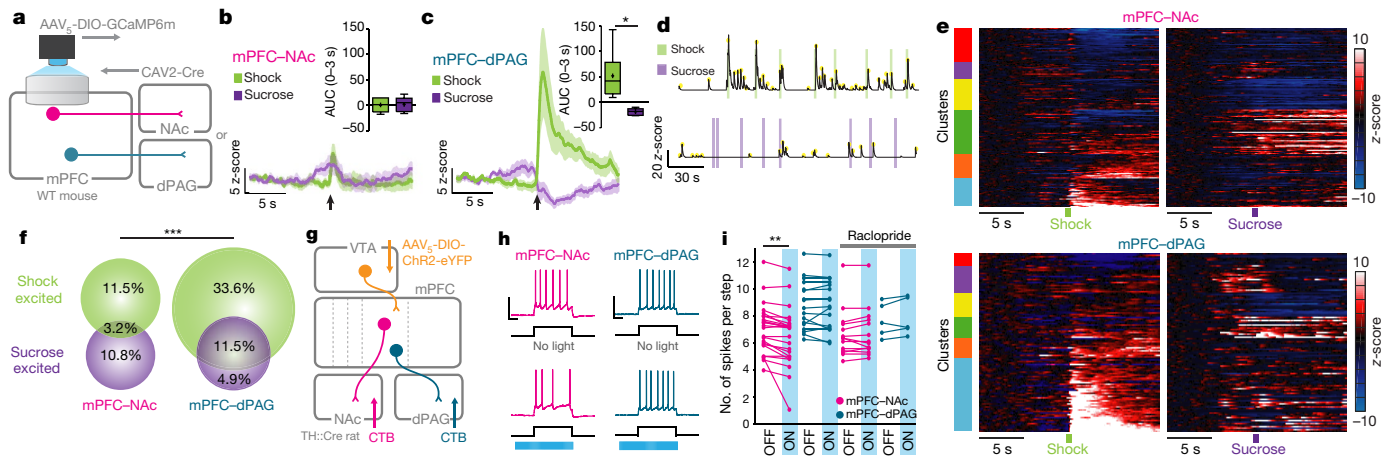 a
AAV5-DIO-GCaMP6m
CAV2-Cre
NAc
or
mPFC
dPAG
WT mouse
b
mPFC–NAc
Shock
Sucrose
AUC (0–3 s)
150
100
50
0
−50
5 z-score
5 s
c
mPFC–dPAG
Shock
Sucrose
AUC (0–3 s)
*
150
100
50
0
−50
5 z-score
5 s
d
Shock
Sucrose
20 z-score
30 s
e
mPFC–NAc
Clusters
10
z-score
−10
5 s
Shock
5 s
Sucrose
mPFC–dPAG
Clusters
10
z-score
−10
5 s
Shock
5 s
Sucrose
f
***
Shock
excited
11.5%
33.6%
3.2%
11.5%
Sucrose
excited
10.8%
4.9%
mPFC–NAc
mPFC–dPAG
g
VTA
AAV5-DIO-
ChR2-eYFP
mPFC
NAc
dPAG
TH::Cre rat
CTB
CTB
h
mPFC–NAc
mPFC–dPAG
No light
No light
i
Raclopride
**
No. of spikes per step
12
10
8
6
4
2
0
mPFC–NAc
mPFC–dPAG
OFF
ON
OFF
ON
OFF
ON
OFF
ON